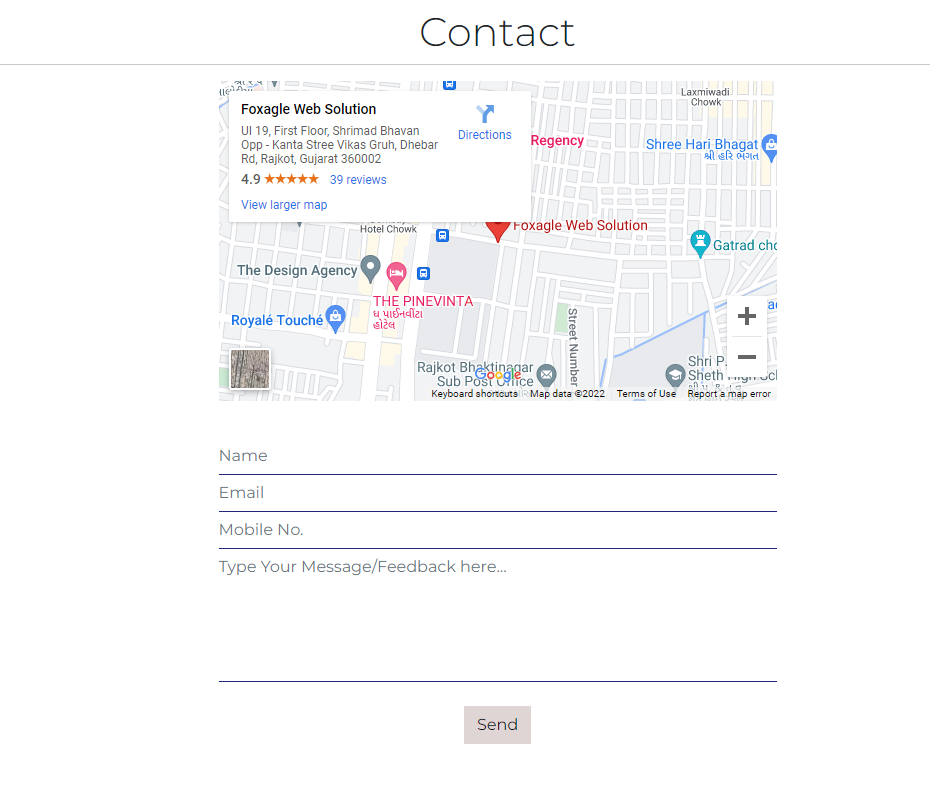 Contact
Laxmiwadi
Chowk
Foxagle Web Solution
Directions
UI 19, First Floor, Shrimad Bhavan
Opp - Kanta Stree Vikas Gruh, Dhebar
Rd, Rajkot, Gujarat 360002
4.9 ★★★★★ 39 reviews
View larger map
Regency
Shree Hari Bhagat
શ્રી હરિ ભગત
Hotel Chowk
Foxagle Web Solution
Gatrad cho
The Design Agency
THE PINEVINTA
ધ પાઈનવીંટા
હોટેલ
Royalé Touché
Street Number
Rajkot Bhaktinagar
Sub Post Office
Google
Shri P.
Sheth High Sch
Keyboard shortcuts
Map data ©2022
Terms of Use
Report a map error
Name
Email
Mobile No.
Type Your Message/Feedback here...
Send